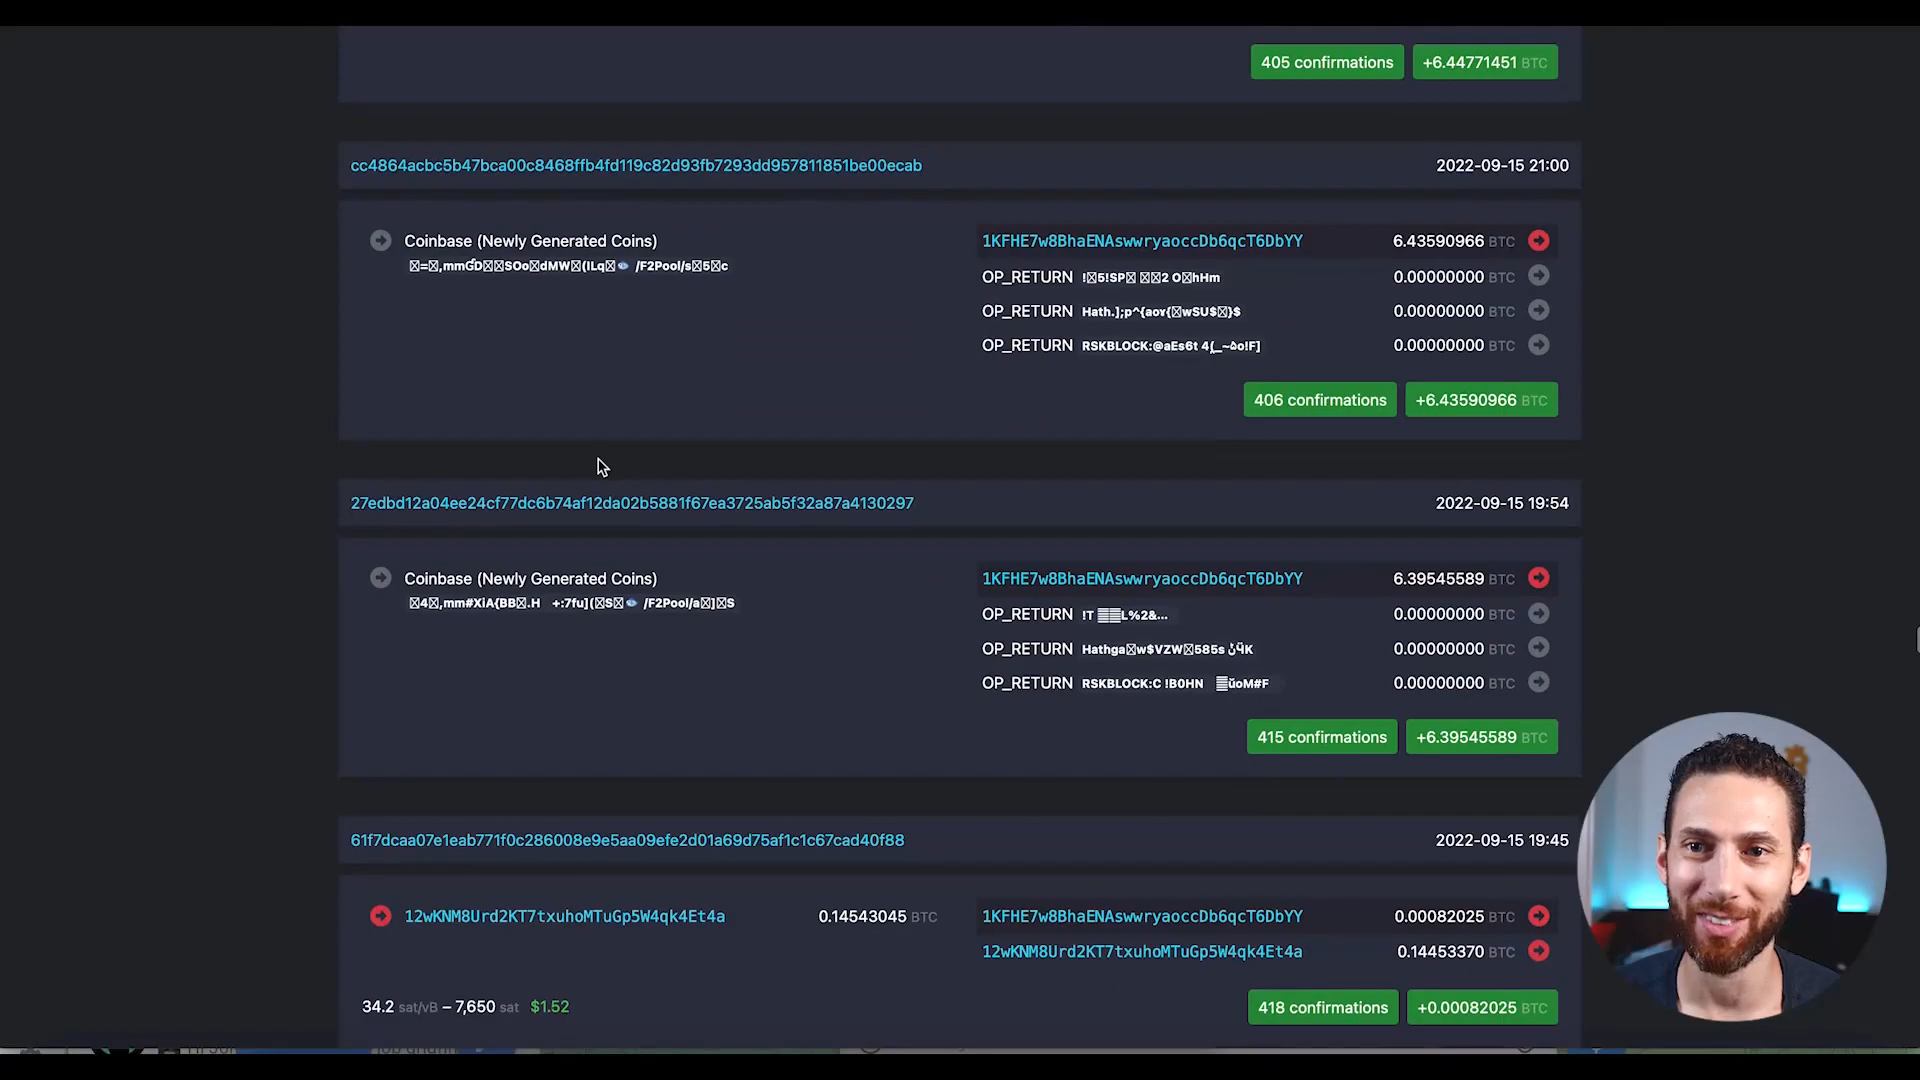 405 confirmations +6.44771451 BTC
cc4864acbc5b47bca00c8468ffb4fd119c82d93fb7293dd957811851be00ecab 2022-09-15 21:00
Coinbase (Newly Generated Coins) 1KFHE7w8BhaENAswwryaoccDb6qcT6DbYY 6.43590966 BTC
/F2Pool/
OP_RETURN 0.00000000 BTC
OP_RETURN 0.00000000 BTC
OP_RETURN RSKBLOCK: 0.00000000 BTC
406 confirmations +6.43590966 BTC
27edbd12a04ee24cf77dc6b74af12da02b5881f67ea3725ab5f32a87a4130297 2022-09-15 19:54
Coinbase (Newly Generated Coins) 1KFHE7w8BhaENAswwryaoccDb6qcT6DbYY 6.39545589 BTC
/F2Pool/
OP_RETURN 0.00000000 BTC
OP_RETURN 0.00000000 BTC
OP_RETURN RSKBLOCK: 0.00000000 BTC
415 confirmations +6.39545589 BTC
61f7dcaa07e1eab771f0c286008e9e5aa09efe2d01a69d75af1c1c67cad40f88 2022-09-15 19:45
12wKNM8Urd2KT7txuhoMTuGp5W4qk4Et4a 0.14543045 BTC 1KFHE7w8BhaENAswwryaoccDb6qcT6DbYY 0.00082025 BTC
12wKNM8Urd2KT7txuhoMTuGp5W4qk4Et4a 0.14453370 BTC
34.2 sat/vB – 7,650 sat $1.52 418 confirmations +0.00082025 BTC